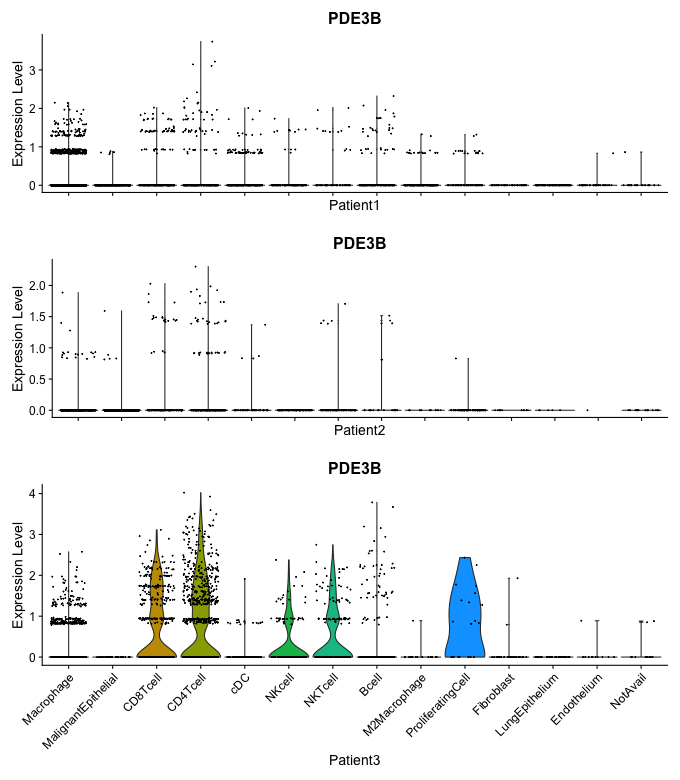 PDE3B
Expression Level
3
2
1
0
Patient1
PDE3B
Expression Level
2.0
1.5
1.0
0.5
0.0
Patient2
PDE3B
Expression Level
4
3
2
1
0
Macrophage
MalignantEpithelial
CD8Tcell
CD4Tcell
cDC
NKcell
NKTcell
Bcell
M2Macrophage
ProliferatingCell
Fibroblast
LungEpithelium
Endothelium
NotAvail
Patient3